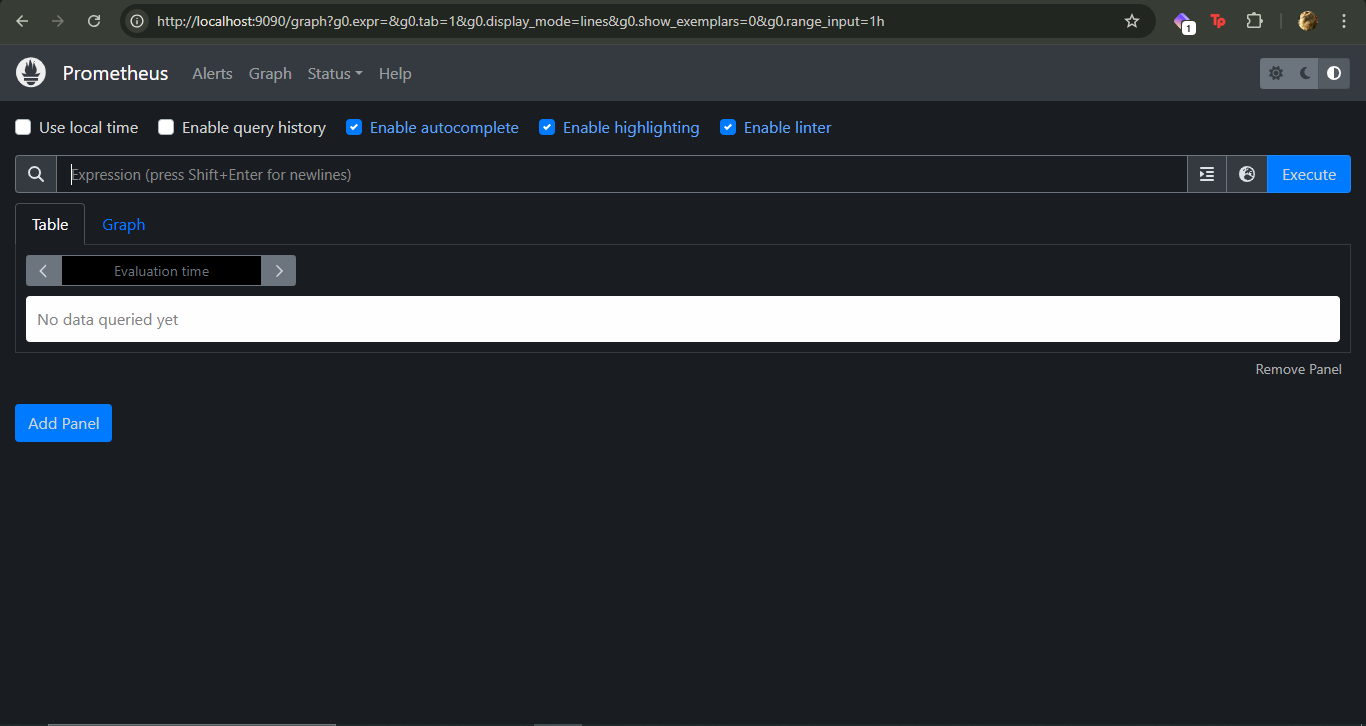 http://localhost:9090/graph?g0.expr=&g0.tab=1&g0.display_mode=lines&g0.show_exemplars=0&g0.range_input=1h
1
Tp
Prometheus Alerts Graph Status Help
Use local time Enable query history Enable autocomplete Enable highlighting Enable linter
Expression (press Shift+Enter for newlines) Execute
Table Graph
Evaluation time
No data queried yet
Remove Panel
Add Panel